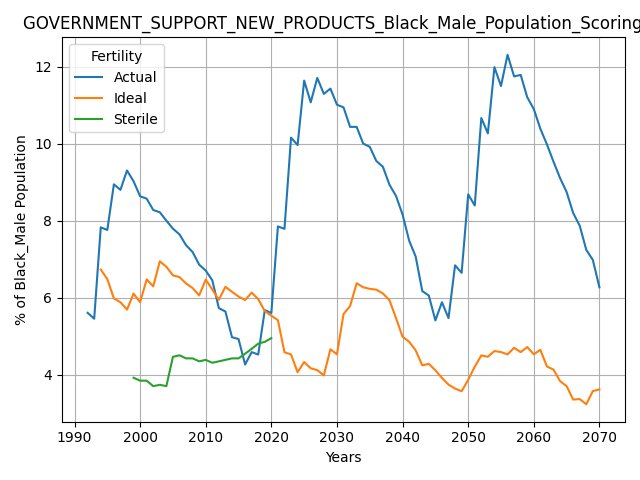 GOVERNMENT_SUPPORT_NEW_PRODUCTS_Black_Male_Population_Scoring
Fertility
Actual
Ideal
Sterile
% of Black_Male Population
12
10
8
6
4
1990 2000 2010 2020 2030 2040 2050 2060 2070
Years